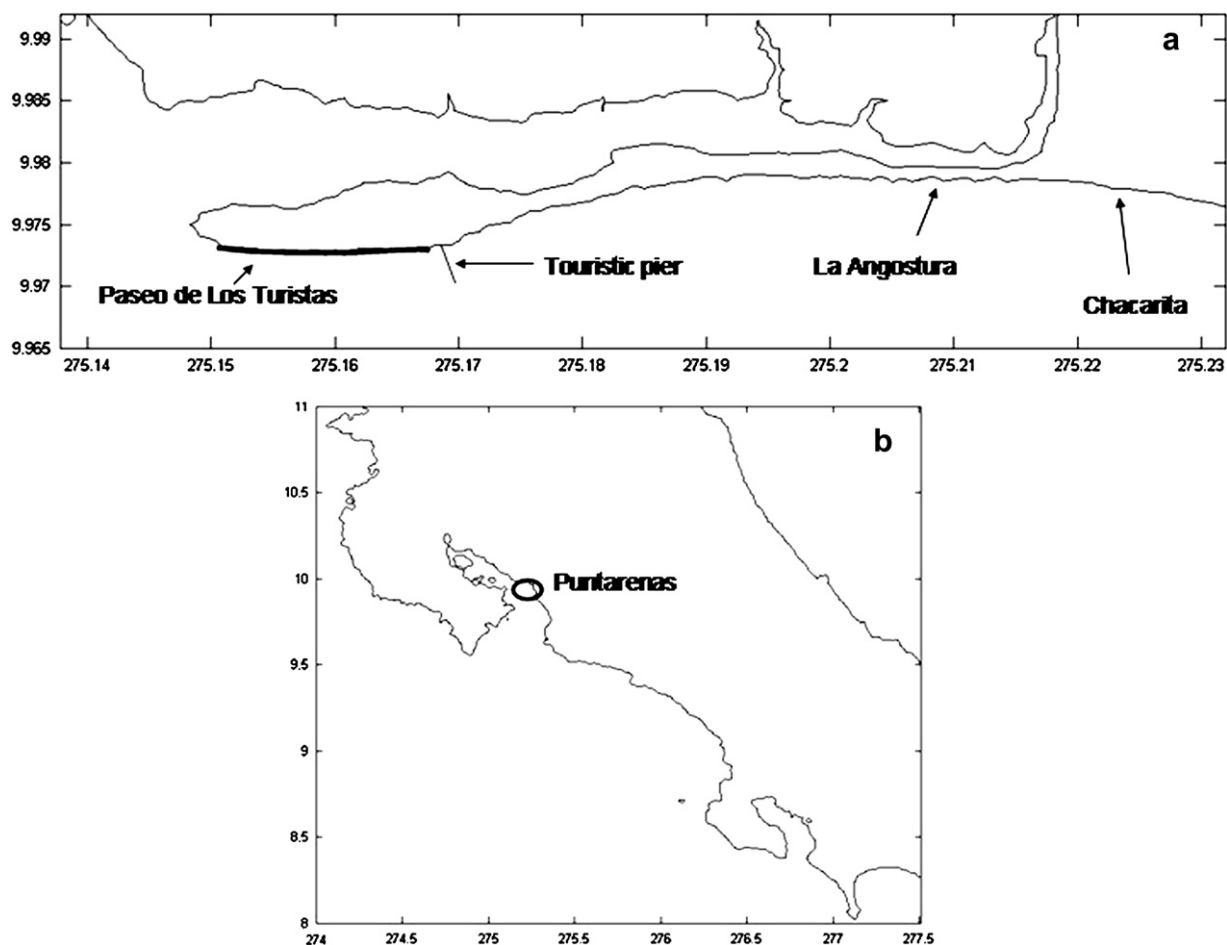 a
9.99
9.985
9.98
9.975
9.97
9.965
Paseo de Los Turistas
Touristic pier
La Angostura
Chacarita
275.14 275.15 275.16 275.17 275.18 275.19 275.2 275.21 275.22 275.23
b
11
10.5
10
9.5
9
8.5
8
Puntarenas
274 274.5 275 275.5 276 276.5 277 277.5